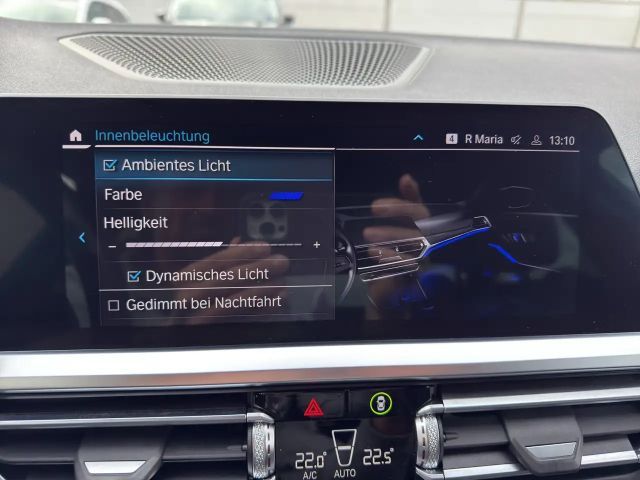 Innenbeleuchtung
4 R Maria 13:10
Ambientes Licht
Farbe
Helligkeit
- +
Dynamisches Licht
Gedimmt bei Nachtfahrt
22.0° 22.5°
A/C AUTO